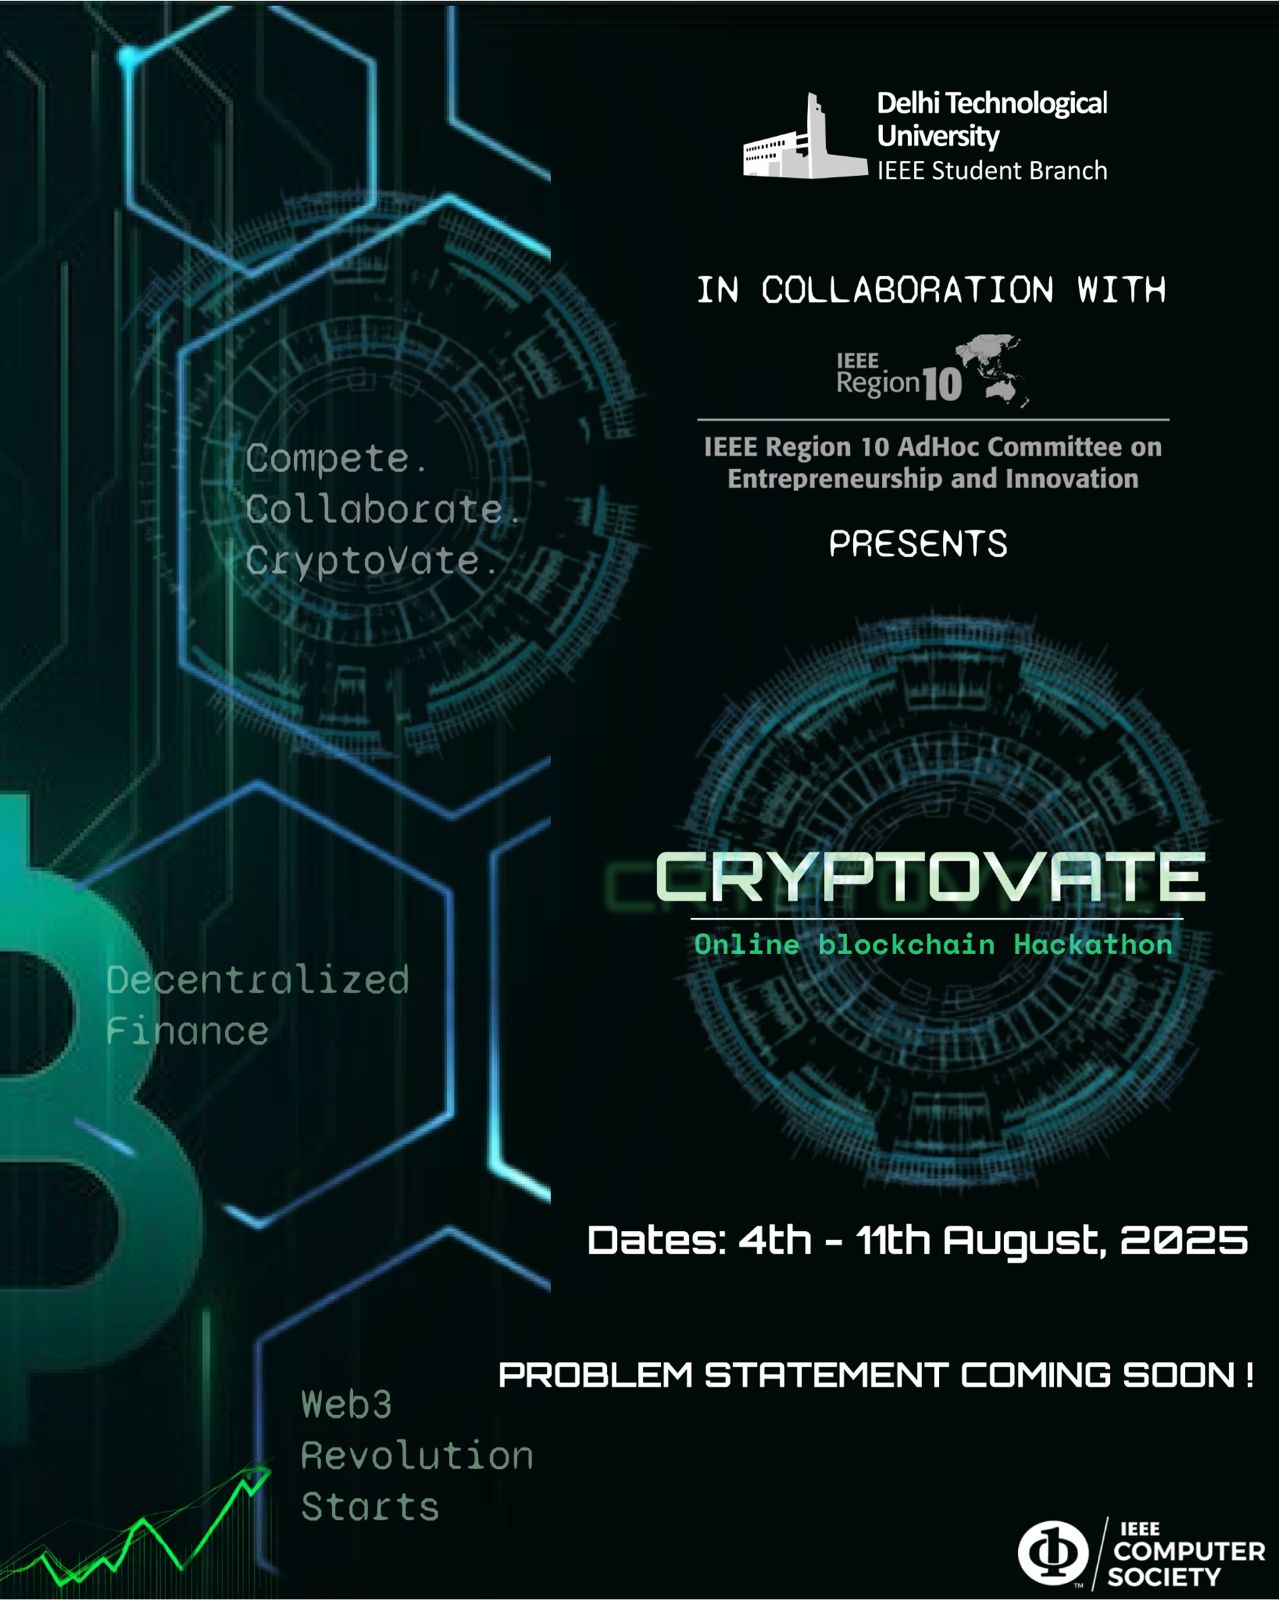 Delhi Technological
University
IEEE Student Branch
IN COLLABORATION WITH
IEEE
Region 10
IEEE Region 10 AdHoc Committee on
Entrepreneurship and Innovation
PRESENTS
Compete.
Collaborate.
CryptoVate.
CRYPTOVATE
Online blockchain Hackathon
Decentralized
Finance
Dates: 4th - 11th August, 2025
PROBLEM STATEMENT COMING SOON !
Web3
Revolution
Starts
IEEE
COMPUTER
SOCIETY
TM